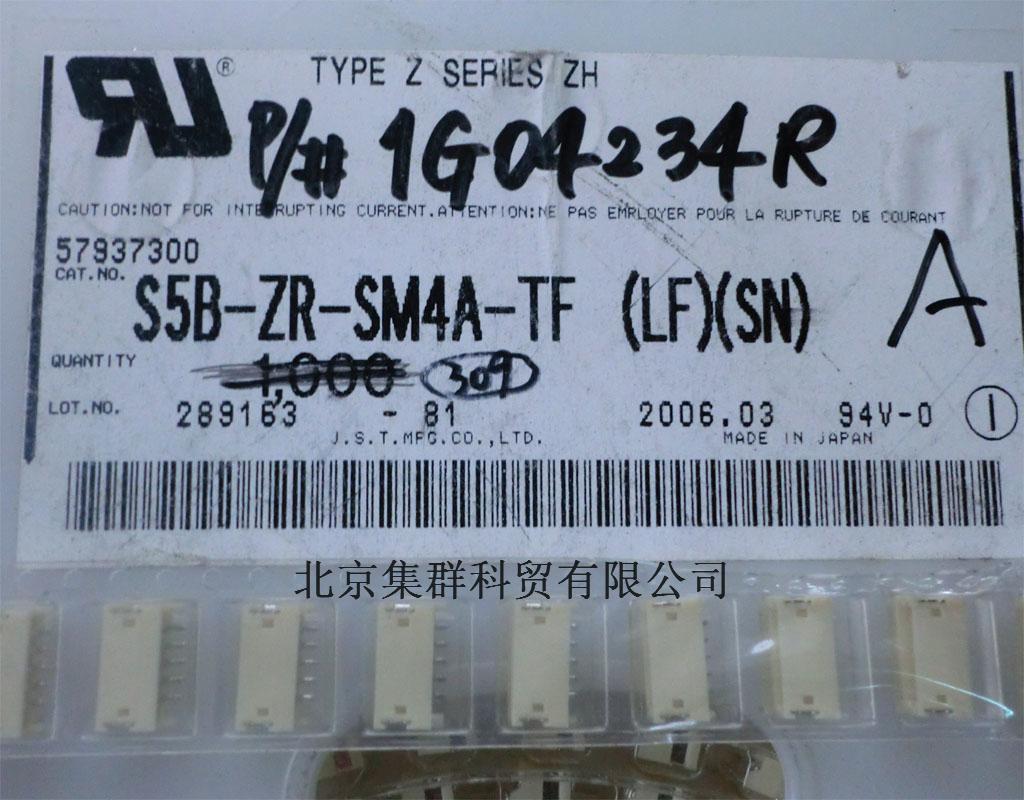 RU® TYPE Z SERIES ZH
P/# 1G04234R
CAUTION:NOT FOR INTERRUPTING CURRENT.ATTENTION:NE PAS EMPLOYER POUR LA RUPTURE DE COURANT
57937300
CAT.NO. S5B-ZR-SM4A-TF (LF)(SN) A
QUANTITY 1,000 309
LOT.NO. 289163 - 81 2006.03 94V-0 1
J.S.T.MFG.CO.,LTD. MADE IN JAPAN
北京集群科贸有限公司